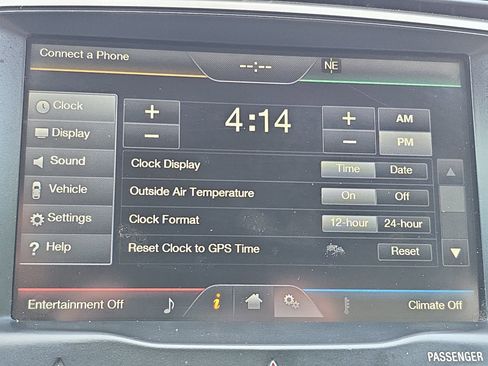 Connect a Phone
--:--
NE
Clock
+
4:14
+
AM
Display
−
−
PM
Sound
Clock Display
Time
Date
Vehicle
Outside Air Temperature
On
Off
Settings
Clock Format
12-hour
24-hour
? Help
Reset Clock to GPS Time
Reset
Entertainment Off
i
Climate Off
PASSENGER